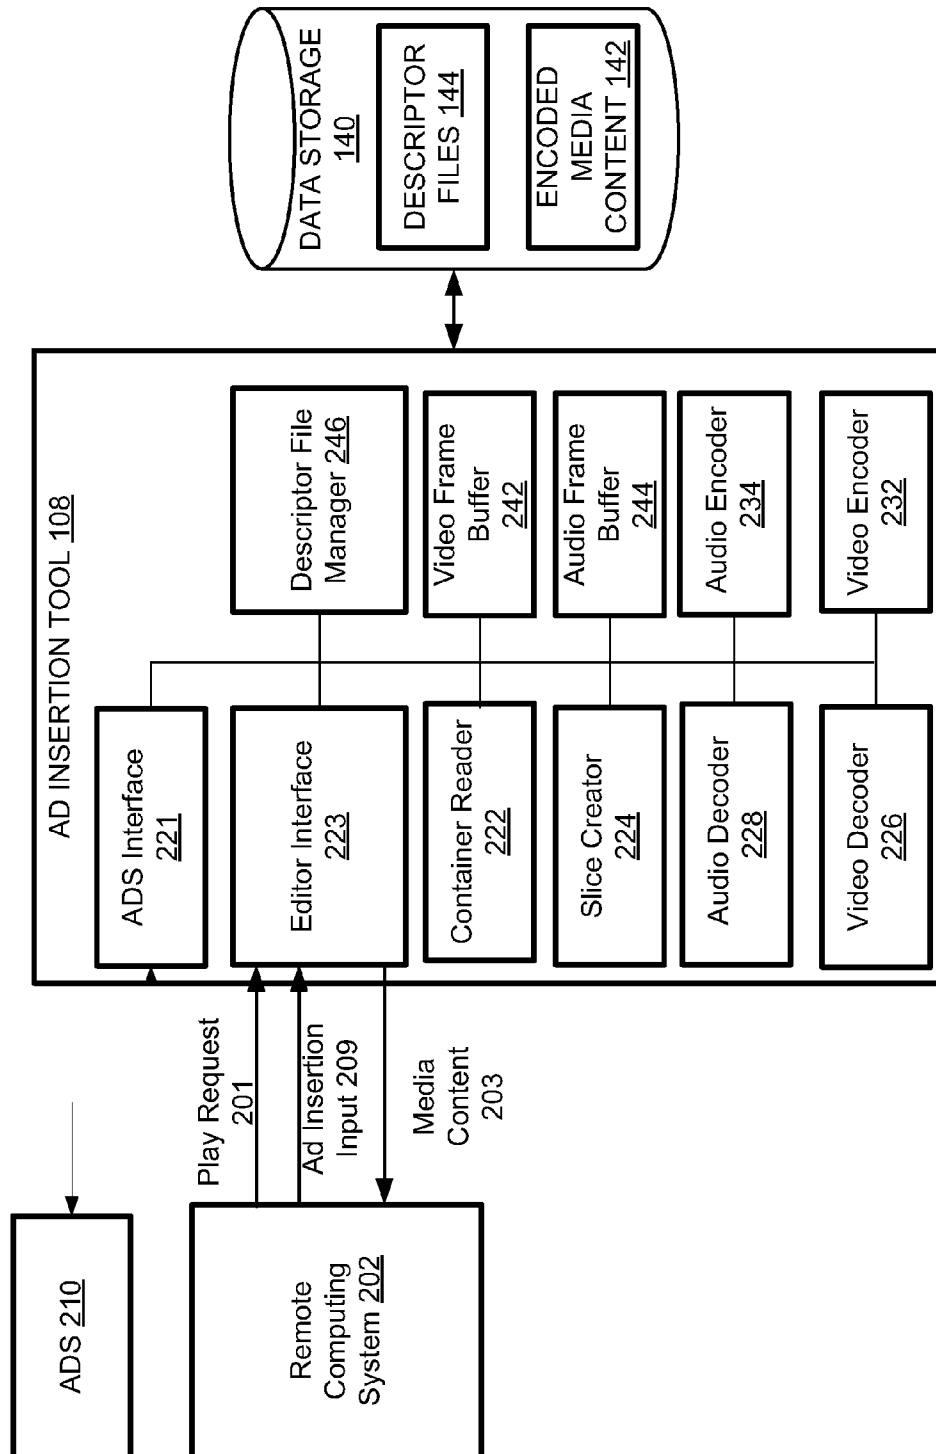 ADS 210
Remote
Computing
System 202
Play Request
201
Ad Insertion
Input 209
Media
Content
203
AD INSERTION TOOL 108
ADS Interface
221
Editor Interface
223
Container Reader
222
Slice Creator
224
Audio Decoder
228
Video Decoder
226
Descriptor File
Manager 246
Video Frame
Buffer
242
Audio Frame
Buffer
244
Audio Encoder
234
Video Encoder
232
DATA STORAGE
140
DESCRIPTOR
FILES 144
ENCODED
MEDIA
CONTENT 142